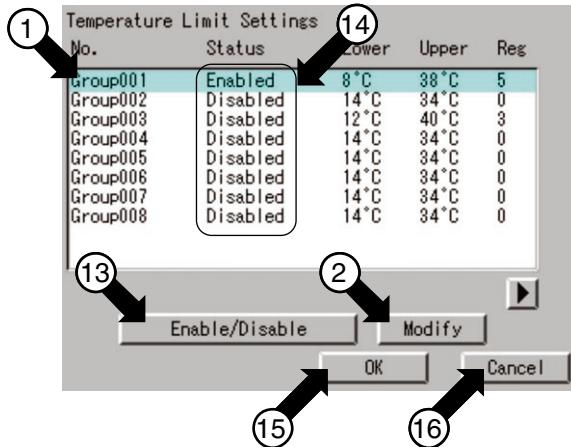 Temperature Limit Settings
No. Status Lower Upper Reg
Group001 Enabled 8°C 38°C 5
Group002 Disabled 14°C 34°C 0
Group003 Disabled 12°C 40°C 3
Group004 Disabled 14°C 34°C 0
Group005 Disabled 14°C 34°C 0
Group006 Disabled 14°C 34°C 0
Group007 Disabled 14°C 34°C 0
Group008 Disabled 14°C 34°C 0
Enable/Disable Modify
OK Cancel
1
14
13
2
15
16